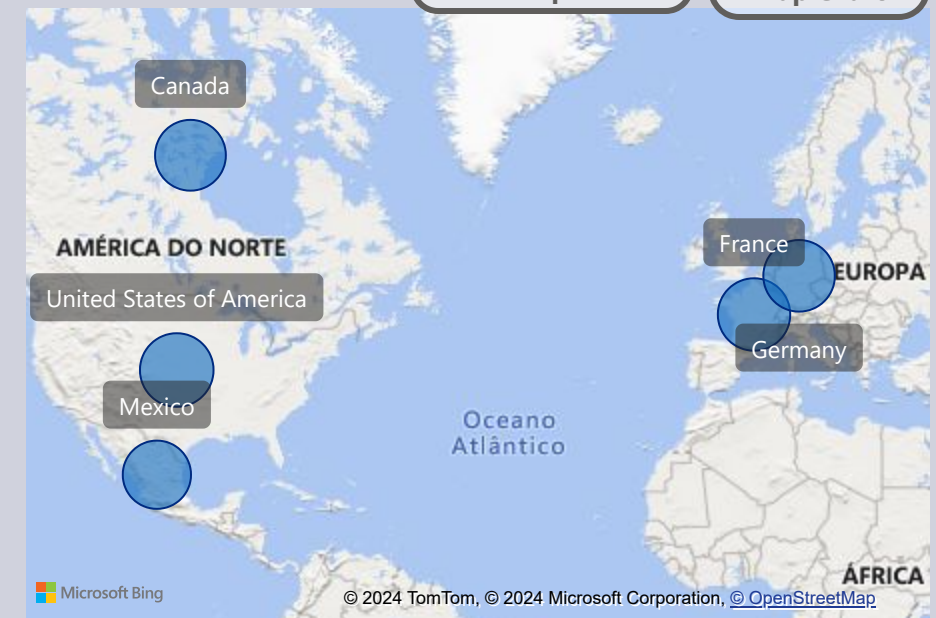 Canada
AMÉRICA DO NORTE
United States of America
Mexico
France
EUROPA
Germany
Oceano
Atlântico
ÁFRICA
Microsoft Bing
© 2024 TomTom, © 2024 Microsoft Corporation, © OpenStreetMap